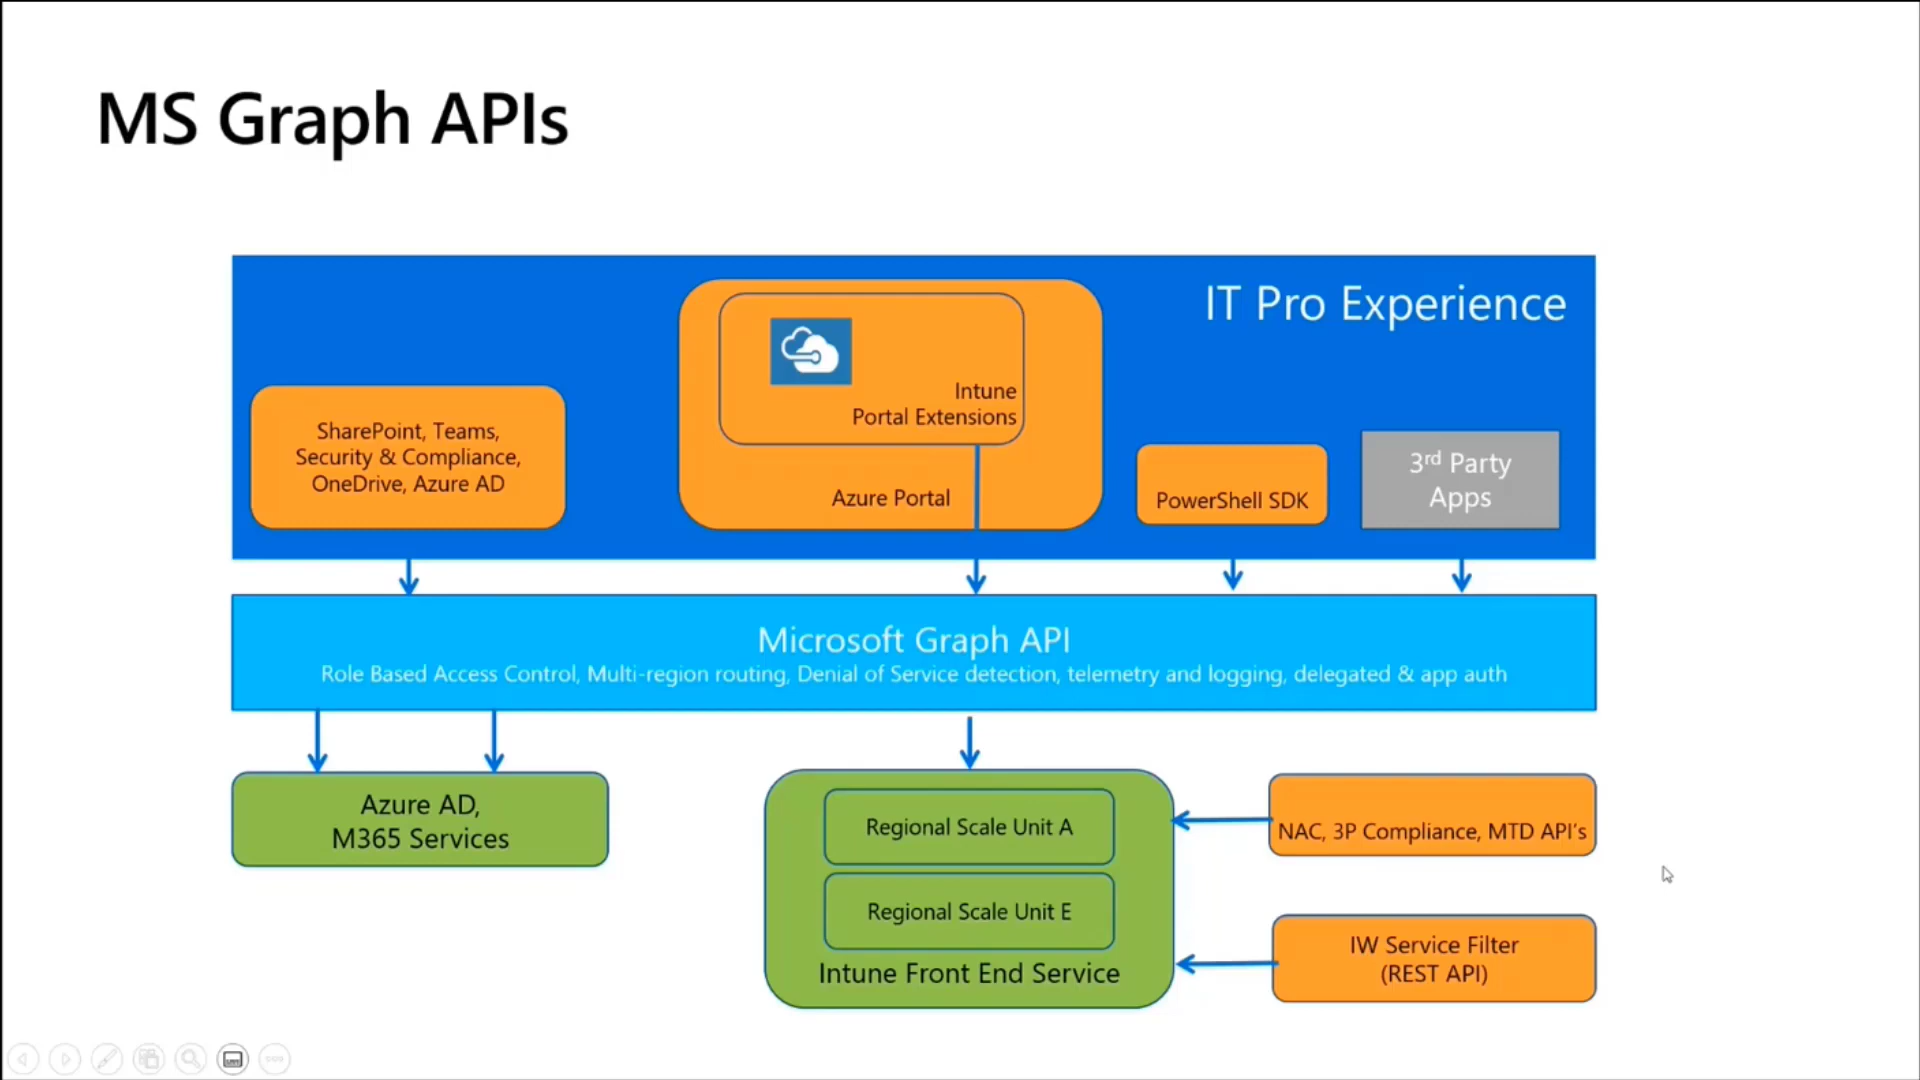 MS Graph APIs
IT Pro Experience
Intune
Portal Extensions
Azure Portal
SharePoint, Teams,
Security & Compliance,
OneDrive, Azure AD
PowerShell SDK
3rd Party
Apps
Microsoft Graph API
Role Based Access Control, Multi-region routing, Denial of Service detection, telemetry and logging, delegated & app auth
Azure AD,
M365 Services
Regional Scale Unit A
Regional Scale Unit E
Intune Front End Service
NAC, 3P Compliance, MTD API's
IW Service Filter
(REST API)